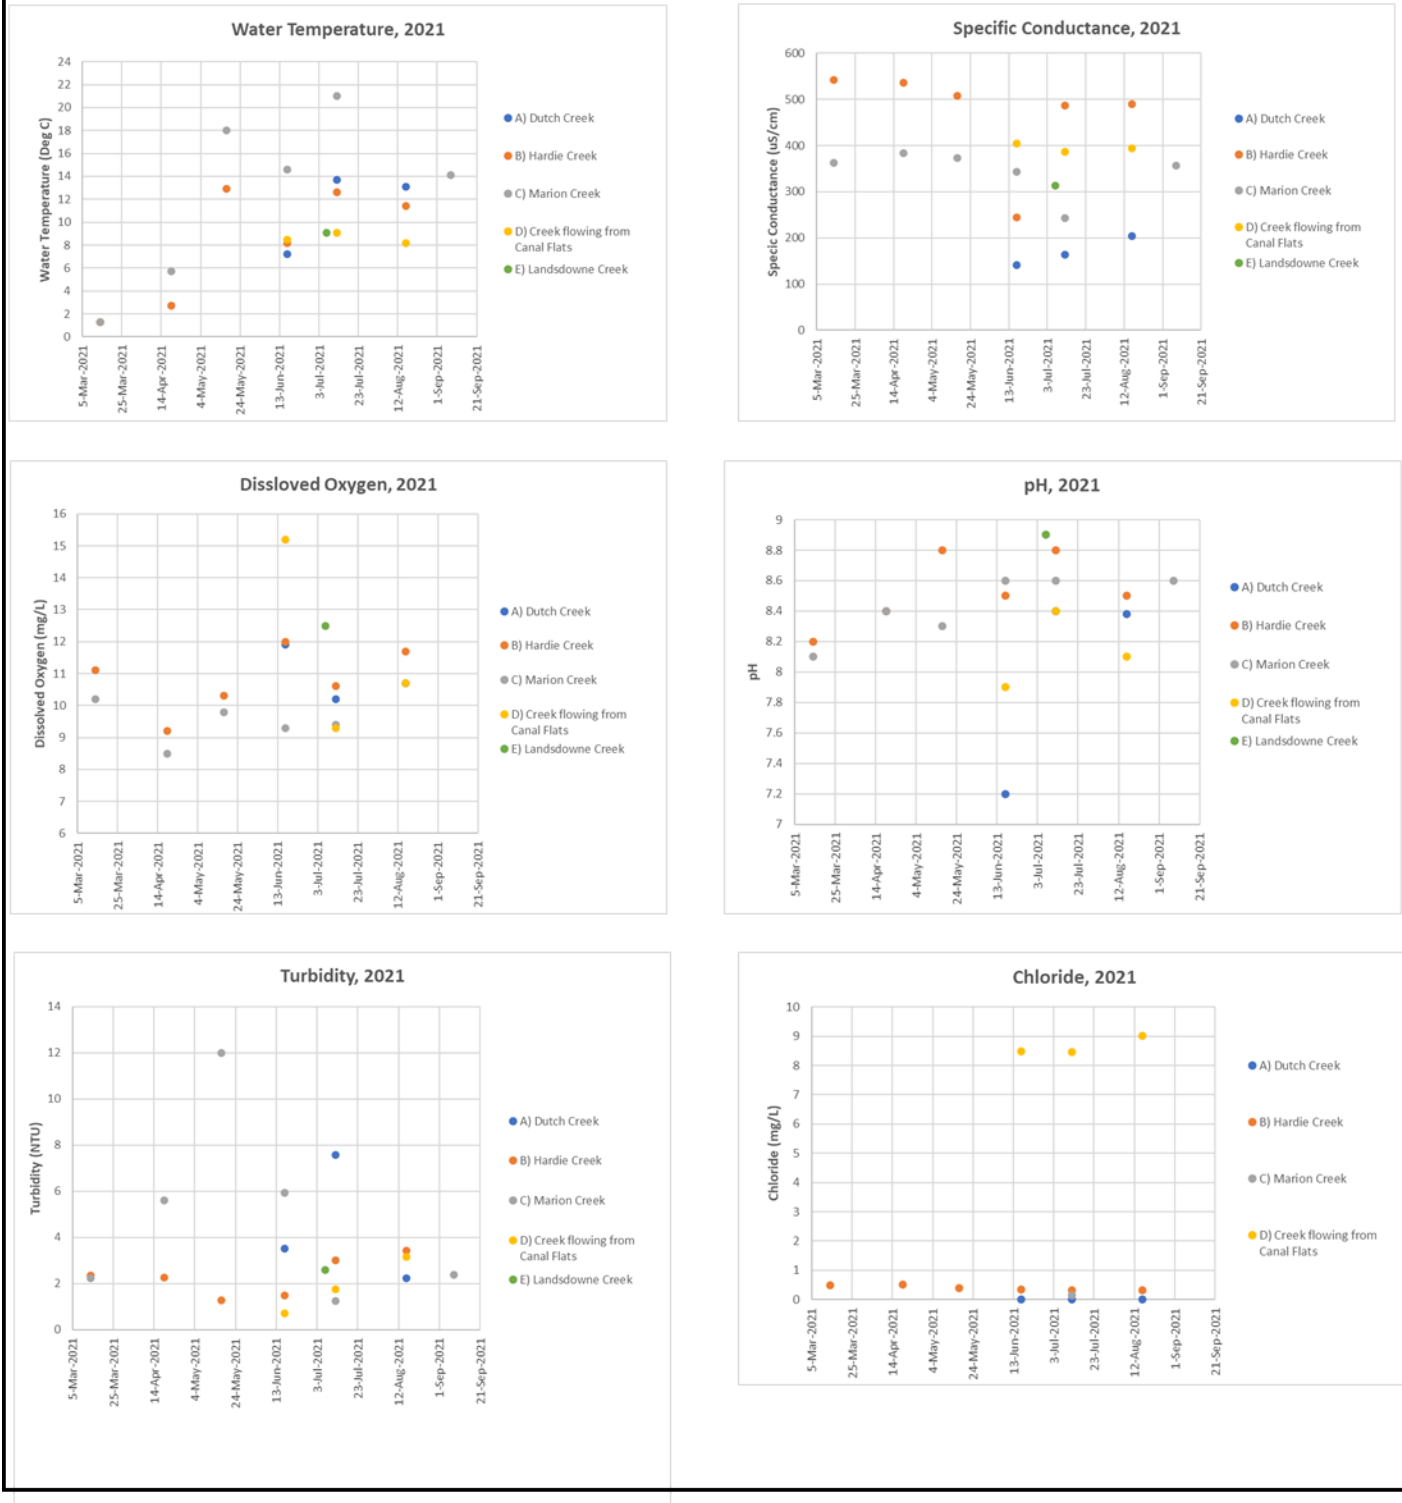 Water Temperature, 2021
Water Temperature (Deg C)
24
22
20
18
16
14
12
10
8
6
4
2
0
5-Mar-2021
25-Mar-2021
14-Apr-2021
4-May-2021
24-May-2021
13-Jun-2021
3-Jul-2021
23-Jul-2021
12-Aug-2021
1-Sep-2021
21-Sep-2021
A) Dutch Creek
B) Hardie Creek
C) Marion Creek
D) Creek flowing from
Canal Flats
E) Landsdowne Creek
Specific Conductance, 2021
Specic Conductance (uS/cm)
600
500
400
300
200
100
0
5-Mar-2021
25-Mar-2021
14-Apr-2021
4-May-2021
24-May-2021
13-Jun-2021
3-Jul-2021
23-Jul-2021
12-Aug-2021
1-Sep-2021
21-Sep-2021
A) Dutch Creek
B) Hardie Creek
C) Marion Creek
D) Creek flowing from
Canal Flats
E) Landsdowne Creek
Dissloved Oxygen, 2021
Dissolved Oxygen (mg/L)
16
15
14
13
12
11
10
9
8
7
6
5-Mar-2021
25-Mar-2021
14-Apr-2021
4-May-2021
24-May-2021
13-Jun-2021
3-Jul-2021
23-Jul-2021
12-Aug-2021
1-Sep-2021
21-Sep-2021
A) Dutch Creek
B) Hardie Creek
C) Marion Creek
D) Creek flowing from
Canal Flats
E) Landsdowne Creek
pH, 2021
pH
9
8.8
8.6
8.4
8.2
8
7.8
7.6
7.4
7.2
7
5-Mar-2021
25-Mar-2021
14-Apr-2021
4-May-2021
24-May-2021
13-Jun-2021
3-Jul-2021
23-Jul-2021
12-Aug-2021
1-Sep-2021
21-Sep-2021
A) Dutch Creek
B) Hardie Creek
C) Marion Creek
D) Creek flowing from
Canal Flats
E) Landsdowne Creek
Turbidity, 2021
Turbidity (NTU)
14
12
10
8
6
4
2
0
5-Mar-2021
25-Mar-2021
14-Apr-2021
4-May-2021
24-May-2021
13-Jun-2021
3-Jul-2021
23-Jul-2021
12-Aug-2021
1-Sep-2021
21-Sep-2021
A) Dutch Creek
B) Hardie Creek
C) Marion Creek
D) Creek flowing from
Canal Flats
E) Landsdowne Creek
Chloride, 2021
Chloride (mg/L)
10
9
8
7
6
5
4
3
2
1
0
5-Mar-2021
25-Mar-2021
14-Apr-2021
4-May-2021
24-May-2021
13-Jun-2021
3-Jul-2021
23-Jul-2021
12-Aug-2021
1-Sep-2021
21-Sep-2021
A) Dutch Creek
B) Hardie Creek
C) Marion Creek
D) Creek flowing from
Canal Flats